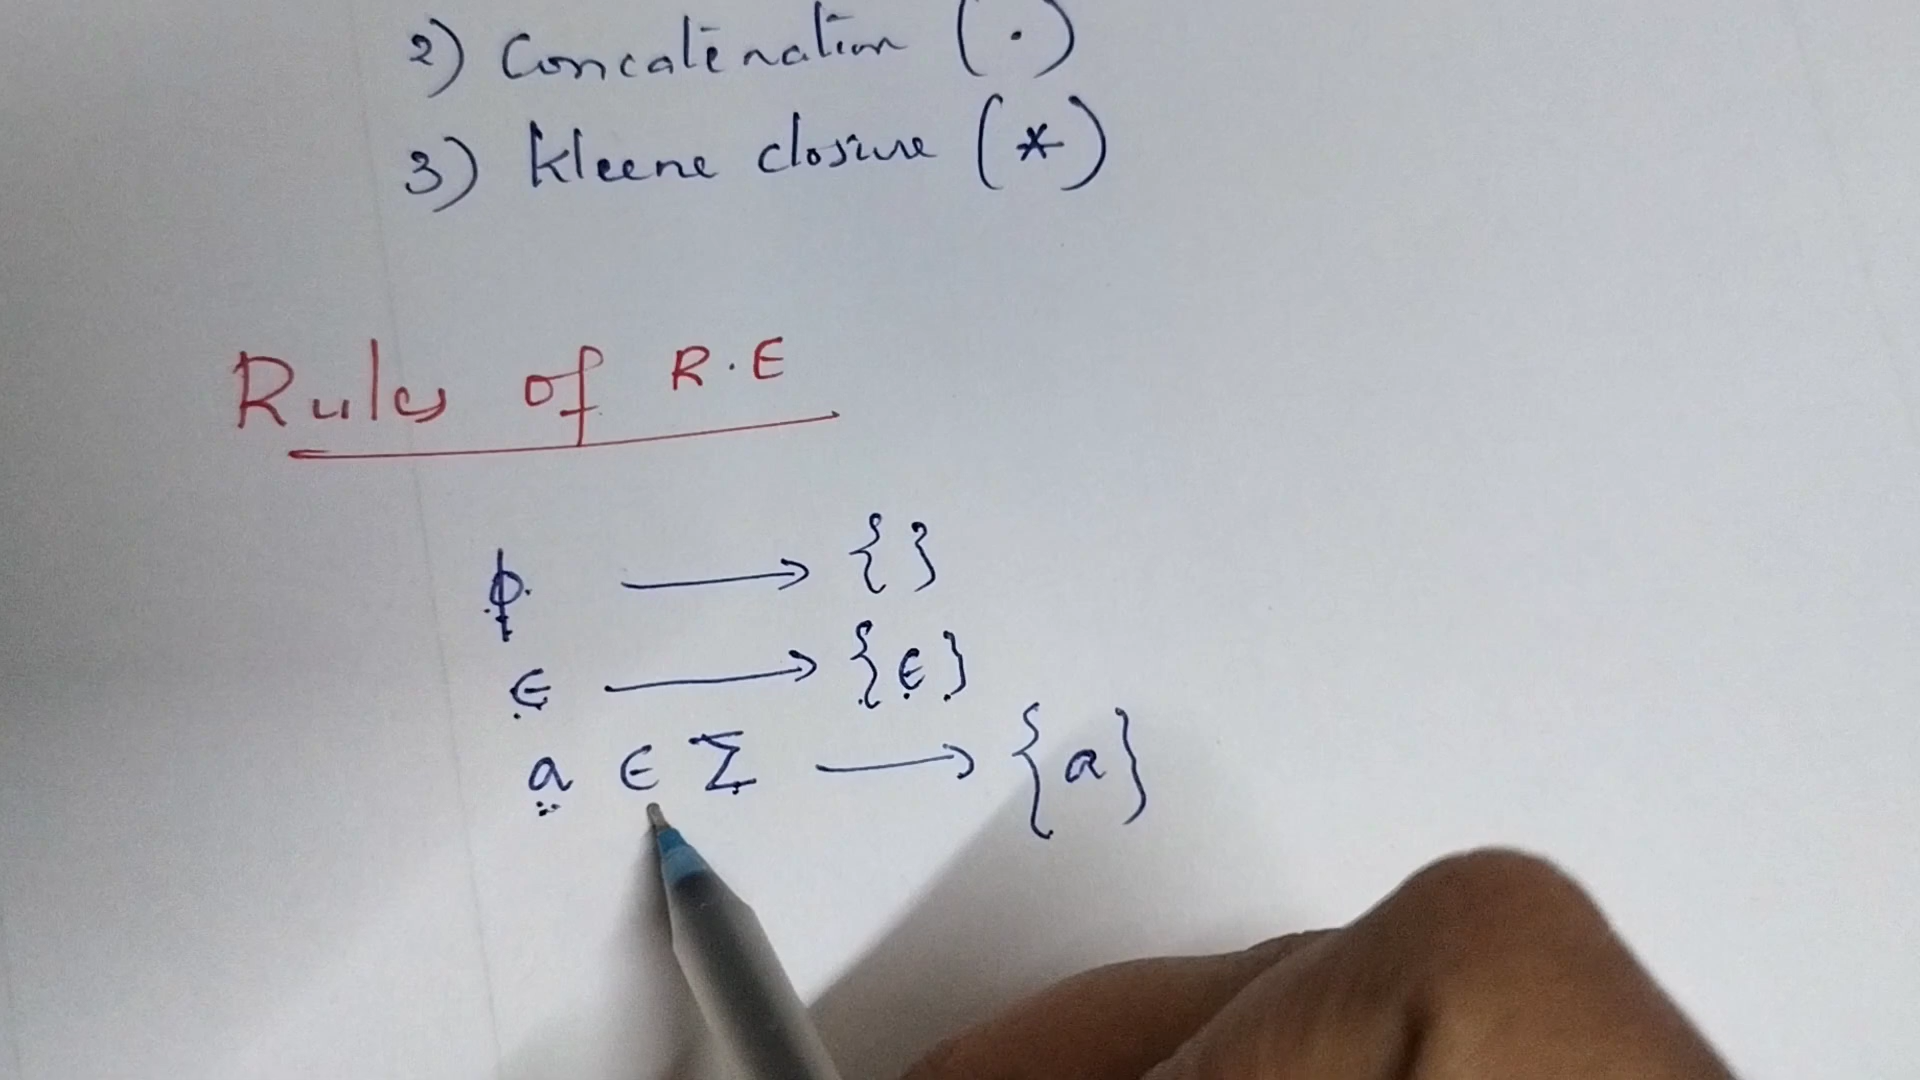 2) Concatenation (.)
3) Kleene closure (*)
Rules of R.E
ϕ ⟶ { }
ϵ ⟶ {ϵ}
a ∈ Σ ⟶ {a}